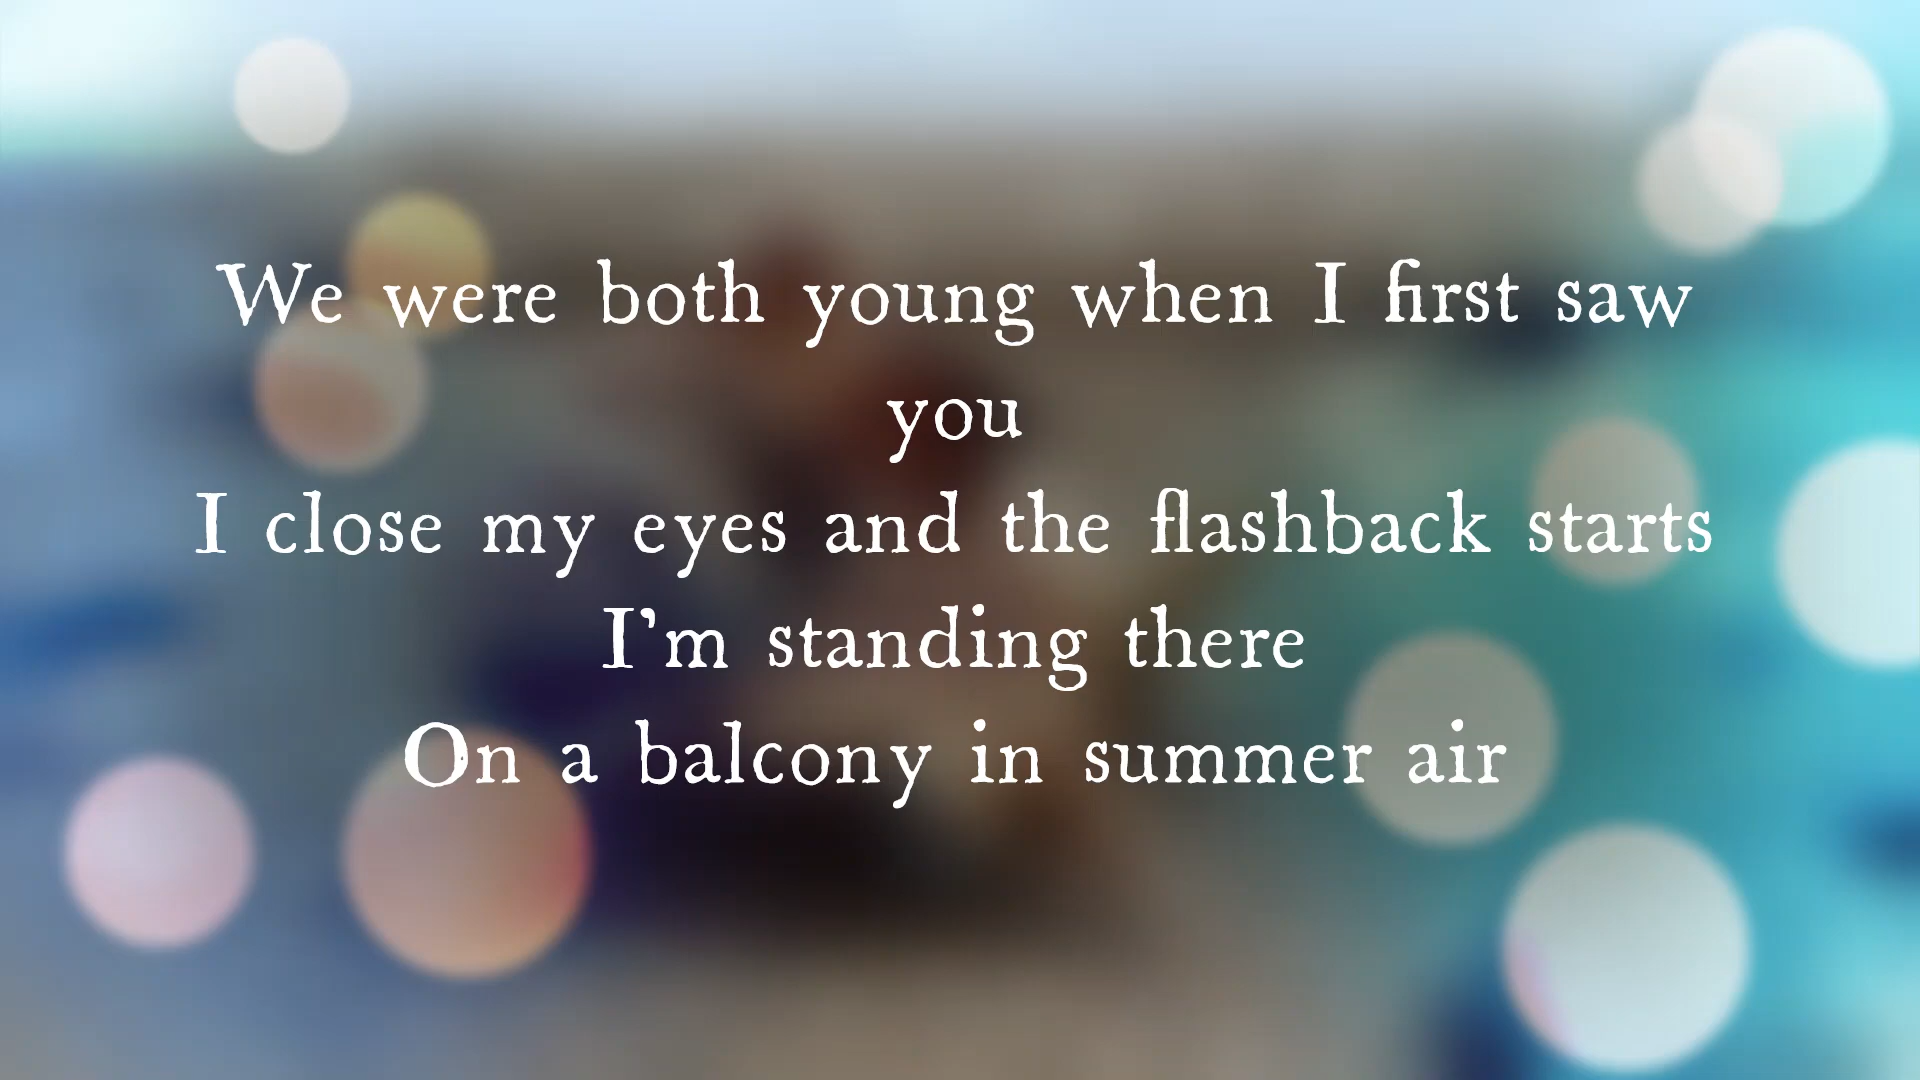 We were both young when I first saw
you
I close my eyes and the flashback starts
I'm standing there
On a balcony in summer air